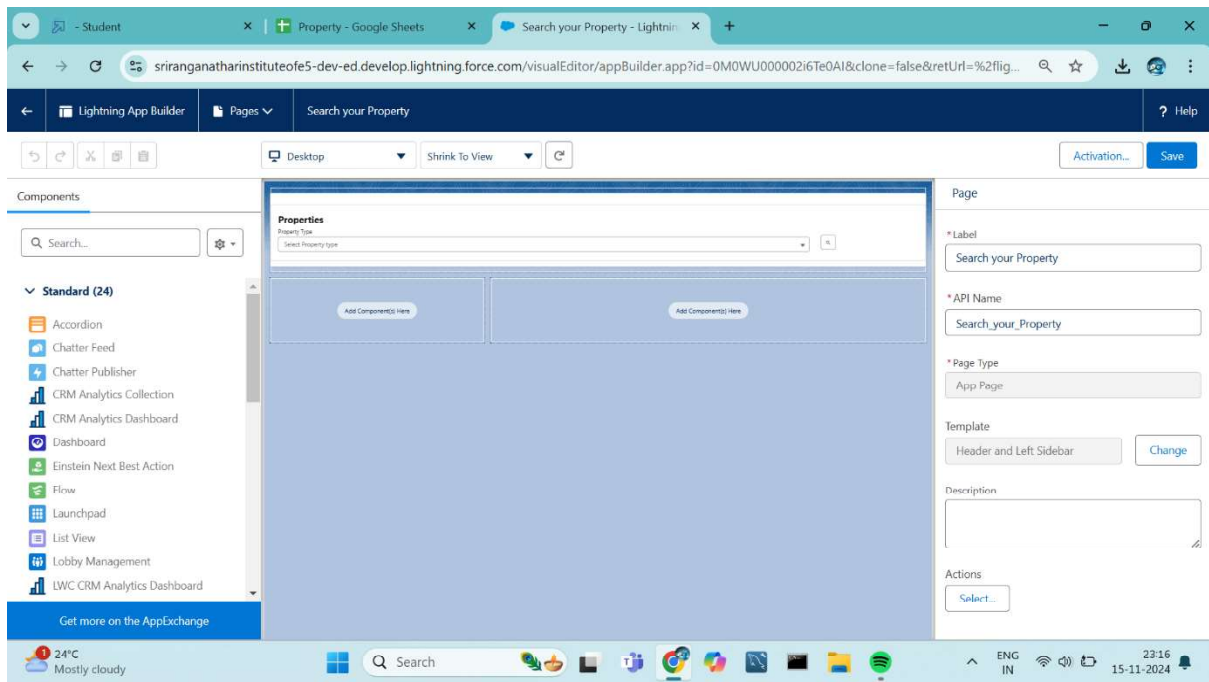 - Student
Property - Google Sheets
Search your Property - Lightnin
sriranganatharinstituteofe5-dev-ed.develop.lightning.force.com/visualEditor/appBuilder.app?id=0M0WU000002i6Te0AI&clone=false&retUrl=%2flig...
Lightning App Builder
Pages
Search your Property
? Help
Desktop
Shrink To View
Activation...
Save
Components
Search...
Standard (24)
Accordion
Chatter Feed
Chatter Publisher
CRM Analytics Collection
CRM Analytics Dashboard
Dashboard
Einstein Next Best Action
Flow
Launchpad
List View
Lobby Management
LWC CRM Analytics Dashboard
Get more on the AppExchange
Properties
Property Type
Select Property type
Add Component(s) Here
Add Component(s) Here
Page
*Label
Search your Property
*API Name
Search_your_Property
*Page Type
App Page
Template
Header and Left Sidebar
Change
Description
Actions
Select...
1
24°C
Mostly cloudy
Search
ENG
IN
23:16
15-11-2024